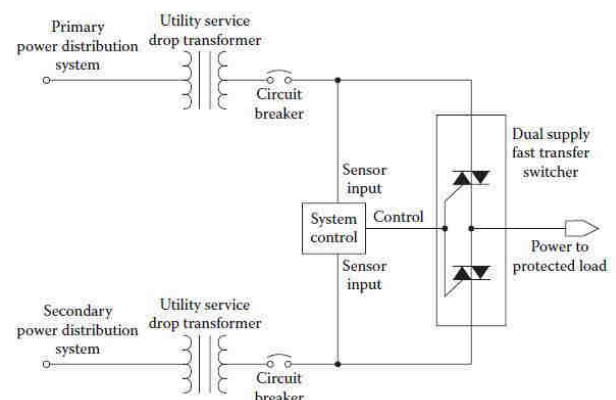 Primary
power distribution
system
Utility service
drop transformer
Circuit
breaker
Dual supply
fast transfer
switcher
Sensor
input
System
control
Control
Sensor
input
Power to
protected load
Secondary
power distribution
system
Utility service
drop transformer
Circuit
breaker